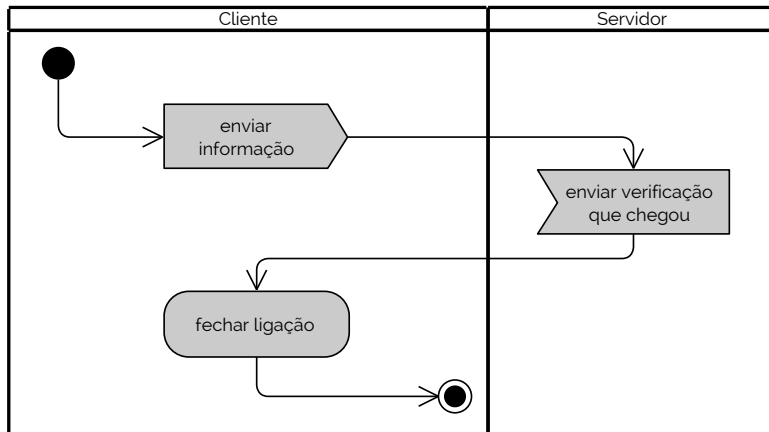 Cliente
Servidor
enviar
informação
enviar verificação
que chegou
fechar ligação